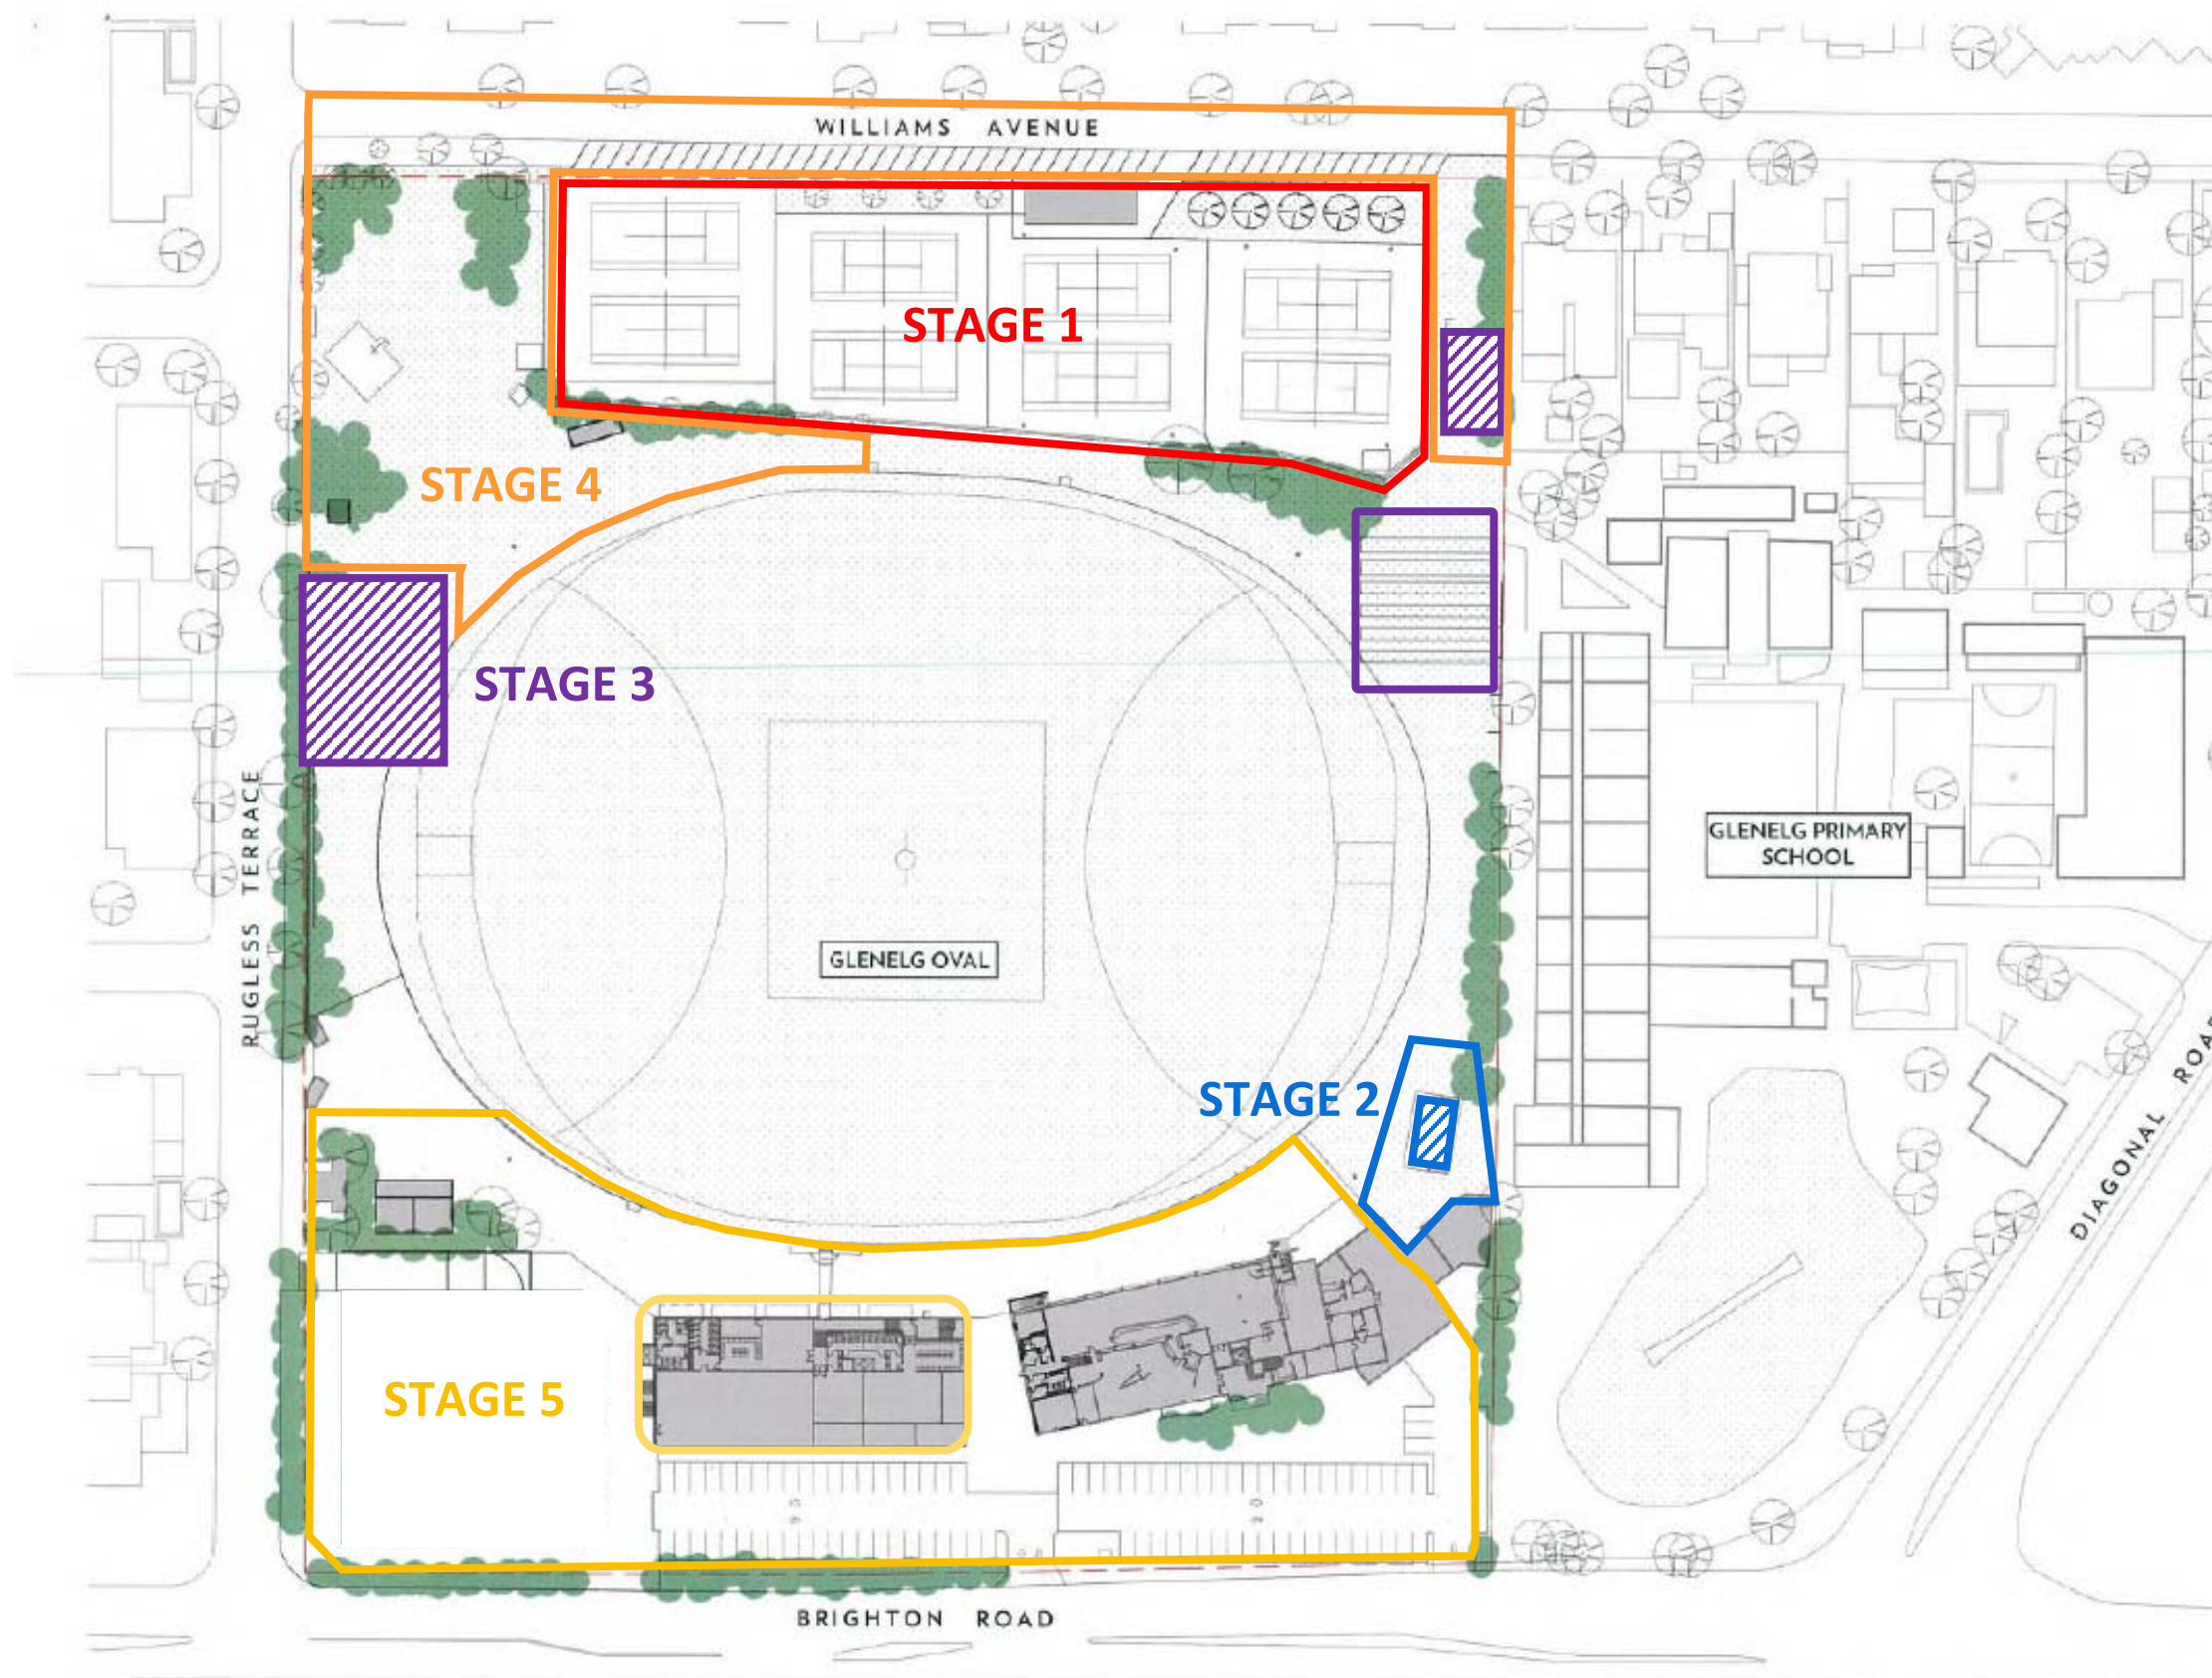 WILLIAMS AVENUE
STAGE 1
STAGE 4
STAGE 3
RUGLESS TERRACE
GLENELG PRIMARY
SCHOOL
GLENELG OVAL
STAGE 2
DIAGONAL ROA
STAGE 5
BRIGHTON ROAD